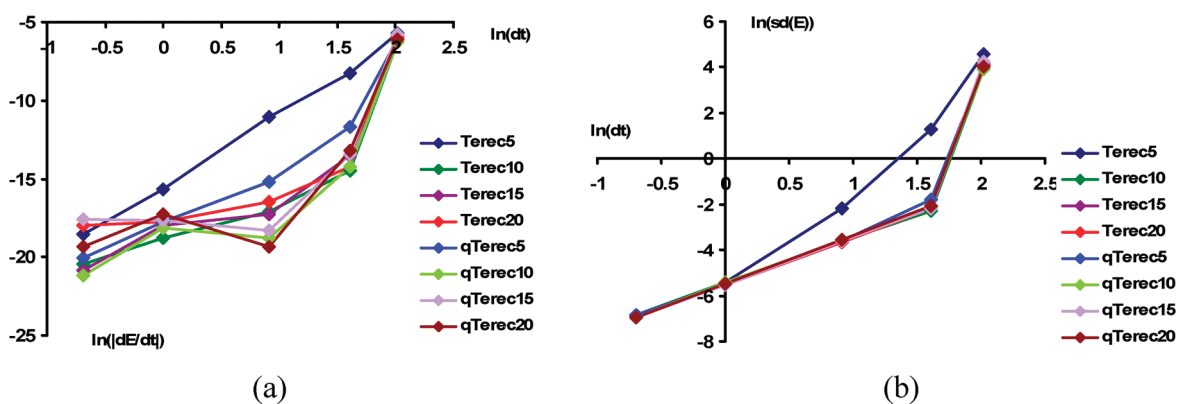 -5
-1 -0.5 0 0.5 1 1.5 2 2.5
ln(dt)
-10
-15
-20
-25
ln(|dE/dt|)
Terec5
Terec10
Terec15
Terec20
qTerec5
qTerec10
qTerec15
qTerec20
(a)
ln(sd(E))
6
4
2
0
-2
-4
-6
-8
ln(dt)
-1 -0.5 0 0.5 1 1.5 2 2.5
Terec5
Terec10
Terec15
Terec20
qTerec5
qTerec10
qTerec15
qTerec20
(b)